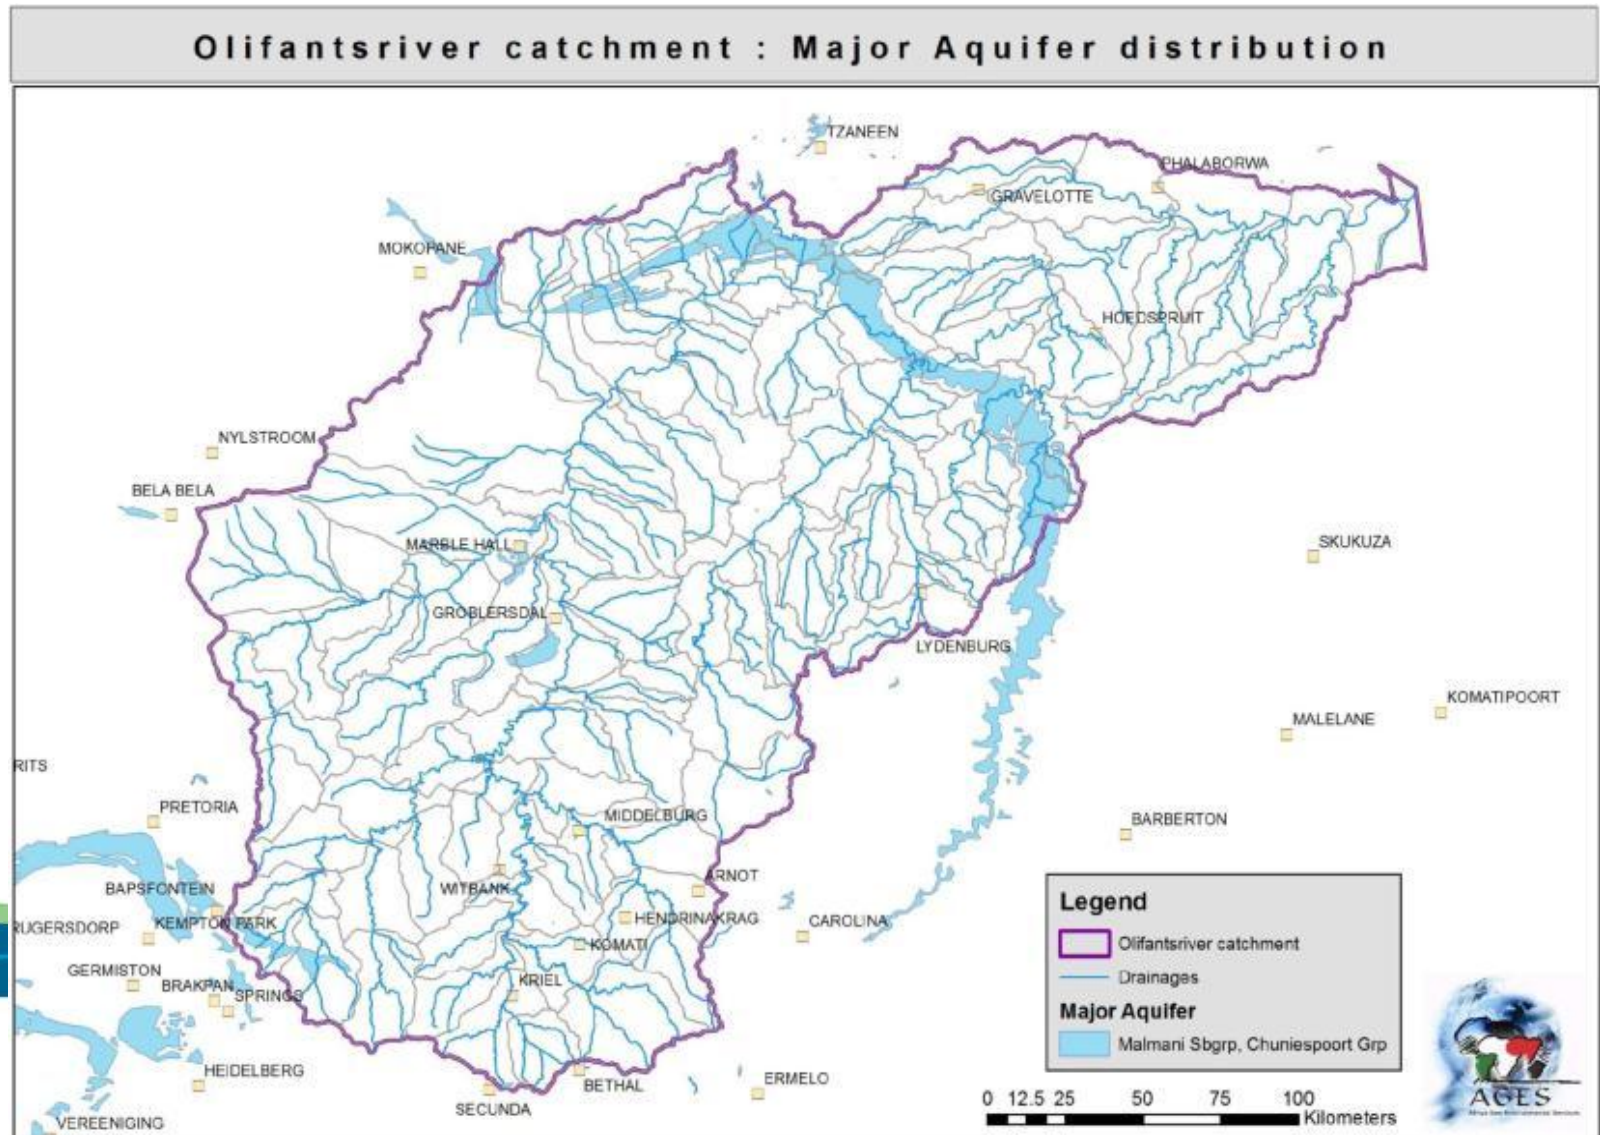 Olifantsriver catchment : Major Aquifer distribution
TZANEEN
PHALABORWA
GRAVELOTTE
MOKOPANE
HOEDSPRUIT
NYLSTROOM
BELA BELA
MARBLE HALL
SKUKUZA
GROBLERSDAL
LYDENBURG
KOMATIPOORT
MALELANE
RITS
PRETORIA
MIDDELBURG
BARBERTON
ARNOT
BAPSFONTEIN
WITBANK
HENDRINAKRAG
CAROLINA
RUGERSDORP
KEMPTON PARK
KOMATI
GERMISTON
BRAKPAN
SPRINGS
KRIEL
HEIDELBERG
BETHAL
ERMELO
SECUNDA
VEREENIGING
Legend
Olifantsriver catchment
Drainages
Major Aquifer
Malmani Sbgrp, Chuniespoort Grp
0 12.5 25 50 75 100
Kilometers
AGES